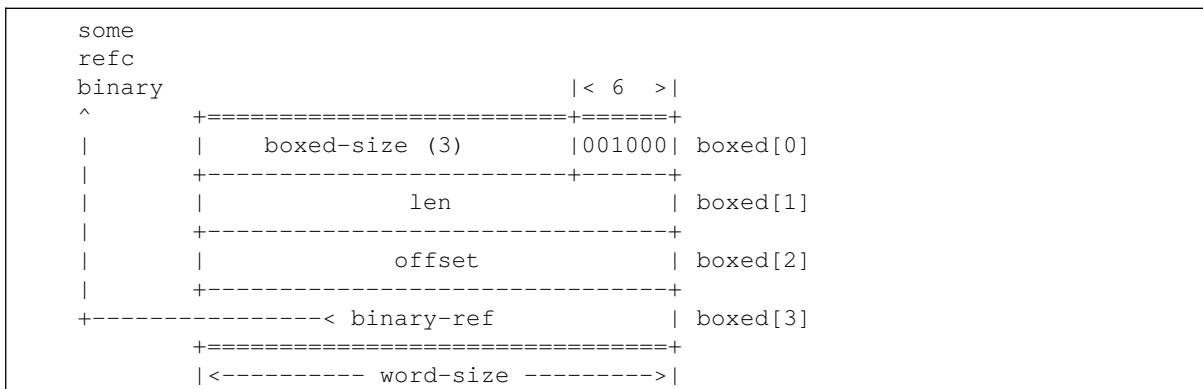 some
refc
binary                            |< 6  >|
^       +=========================+======+
|       |    boxed-size (3)       |001000| boxed[0]
|       +-------------------------+------+
|       |              len               | boxed[1]
|       +--------------------------------+
|       |             offset             | boxed[2]
|       +--------------------------------+
+----------------< binary-ref            | boxed[3]
        +================================+
        |<---------- word-size --------->|